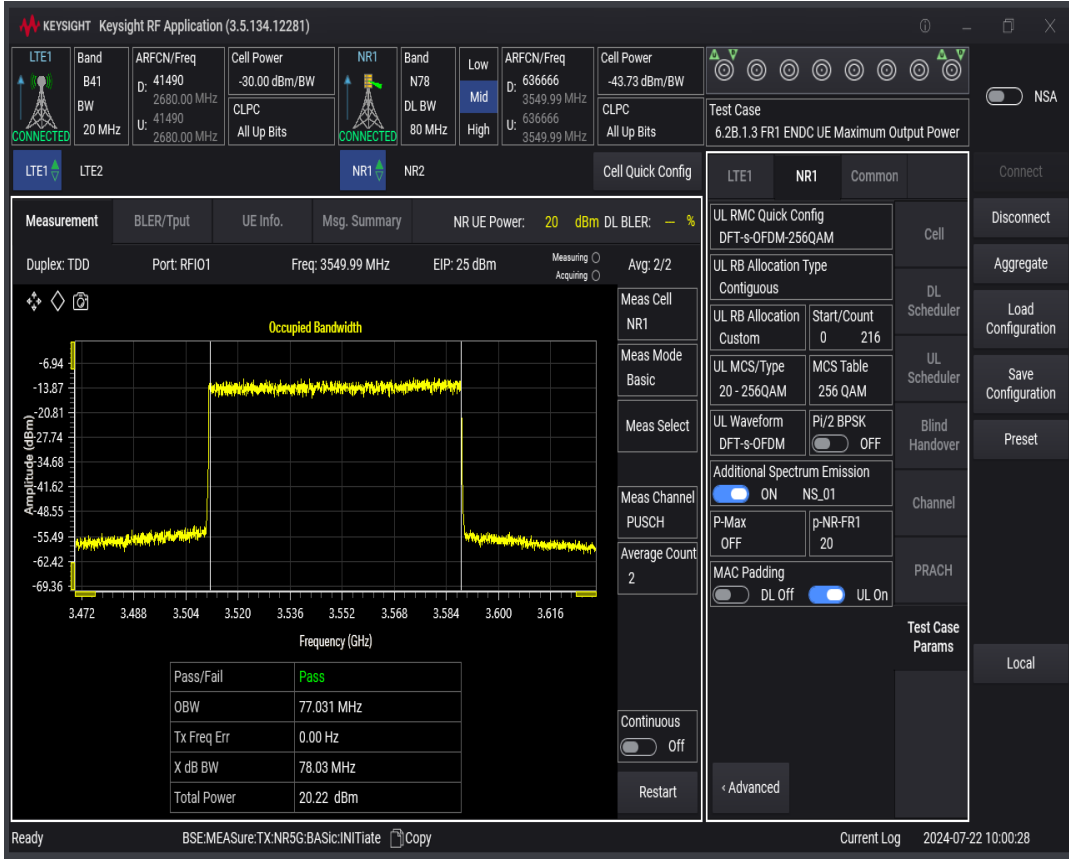 KEYSIGHT Keysight RF Application (3.5.134.12281)
LTE1
CONNECTED
Band
B41
BW
20 MHz
ARFCN/Freq
D: 41490
2680.00 MHz
U: 41490
2680.00 MHz
Cell Power
-30.00 dBm/BW
CLPC
All Up Bits
NR1
CONNECTED
Band
N78
DL BW
80 MHz
Low
Mid
High
ARFCN/Freq
D: 636666
3549.99 MHz
U: 636666
3549.99 MHz
Cell Power
-43.73 dBm/BW
CLPC
All Up Bits
Test Case
6.2B.1.3 FR1 ENDC UE Maximum Output Power
NSA
LTE1 LTE2 NR1 NR2 Cell Quick Config
Measurement BLER/Tput UE Info. Msg. Summary NR UE Power: 20 dBm DL BLER: -- %
Duplex: TDD Port: RFIO1 Freq: 3549.99 MHz EIP: 25 dBm Measuring Acquiring Avg: 2/2
Occupied Bandwidth
Amplitude (dBm)
-6.94
-13.87
-20.81
-27.74
-34.68
-41.62
-48.55
-55.49
-62.42
-69.36
3.472 3.488 3.504 3.520 3.536 3.552 3.568 3.584 3.600 3.616
Frequency (GHz)
Pass/Fail Pass
OBW 77.031 MHz
Tx Freq Err 0.00 Hz
X dB BW 78.03 MHz
Total Power 20.22 dBm
Meas Cell
NR1
Meas Mode
Basic
Meas Select
Meas Channel
PUSCH
Average Count
2
Continuous
Off
Restart
LTE1 NR1 Common
UL RMC Quick Config
DFT-s-OFDM-256QAM
UL RB Allocation Type
Contiguous
UL RB Allocation
Custom
Start/Count
0 216
UL MCS/Type
20 - 256QAM
MCS Table
256 QAM
UL Waveform
DFT-s-OFDM
Pi/2 BPSK
OFF
Additional Spectrum Emission
ON NS_01
P-Max
OFF
p-NR-FR1
20
MAC Padding
DL Off UL On
‹ Advanced
Cell
DL
Scheduler
UL
Scheduler
Blind
Handover
Channel
PRACH
Test Case
Params
Connect
Disconnect
Aggregate
Load
Configuration
Save
Configuration
Preset
Local
Ready BSE:MEASure:TX:NR5G:BASic:INITiate Copy Current Log 2024-07-22 10:00:28